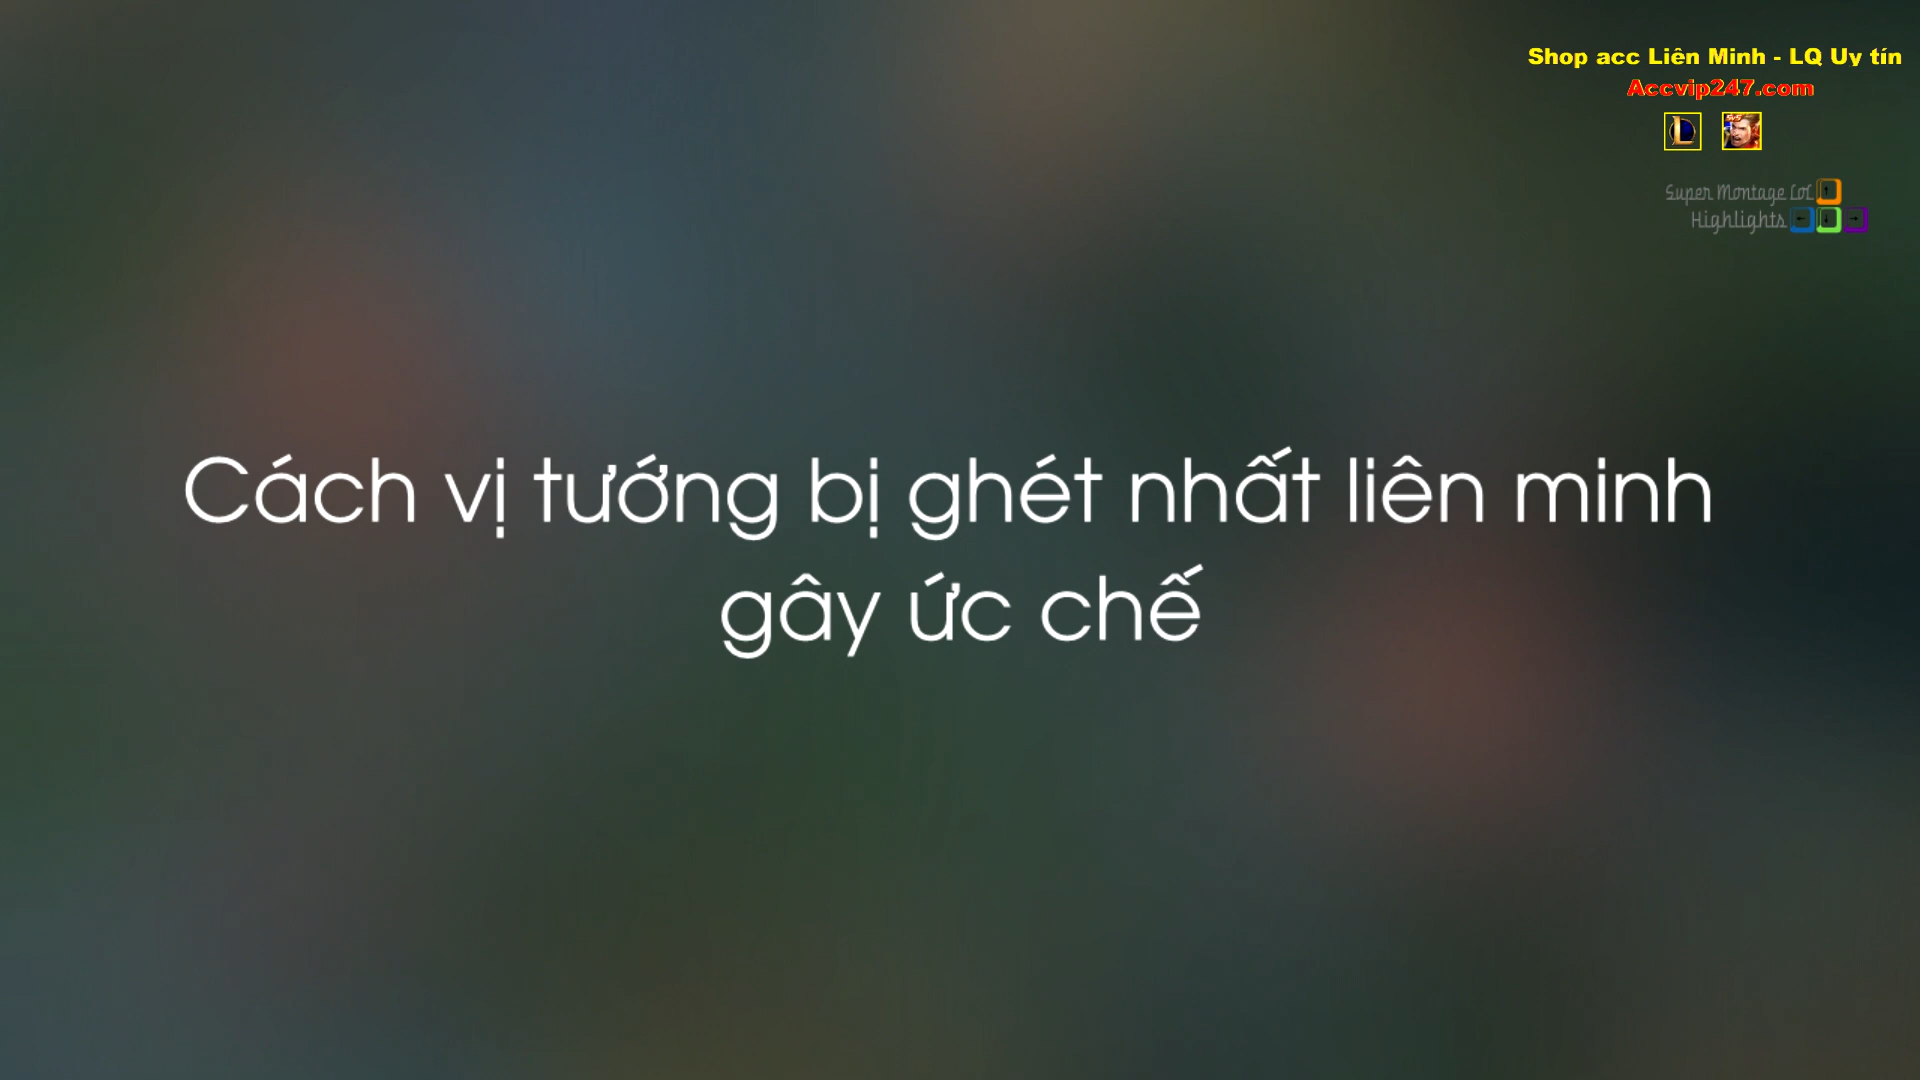 Shop acc Liên Minh - LQ Uy tín
Accvip247.com
Super Montage LoL
Highlights
Cách vị tướng bị ghét nhất liên minh
gây ức chế